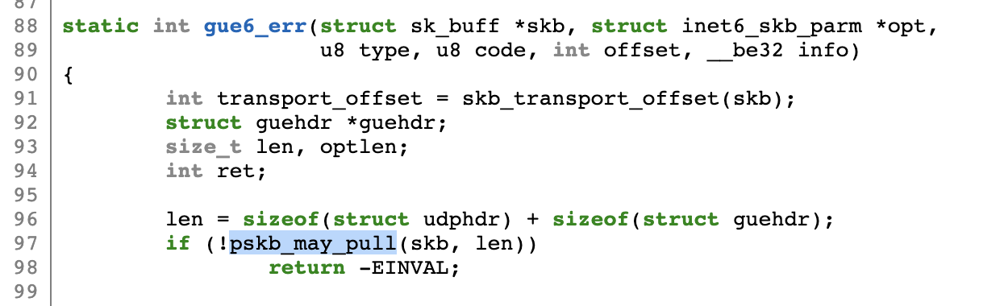 87
88 static int gue6_err(struct sk_buff *skb, struct inet6_skb_parm *opt,
89 u8 type, u8 code, int offset, __be32 info)
90 {
91 int transport_offset = skb_transport_offset(skb);
92 struct guehdr *guehdr;
93 size_t len, optlen;
94 int ret;
95
96 len = sizeof(struct udphdr) + sizeof(struct guehdr);
97 if (!pskb_may_pull(skb, len))
98 return -EINVAL;
99